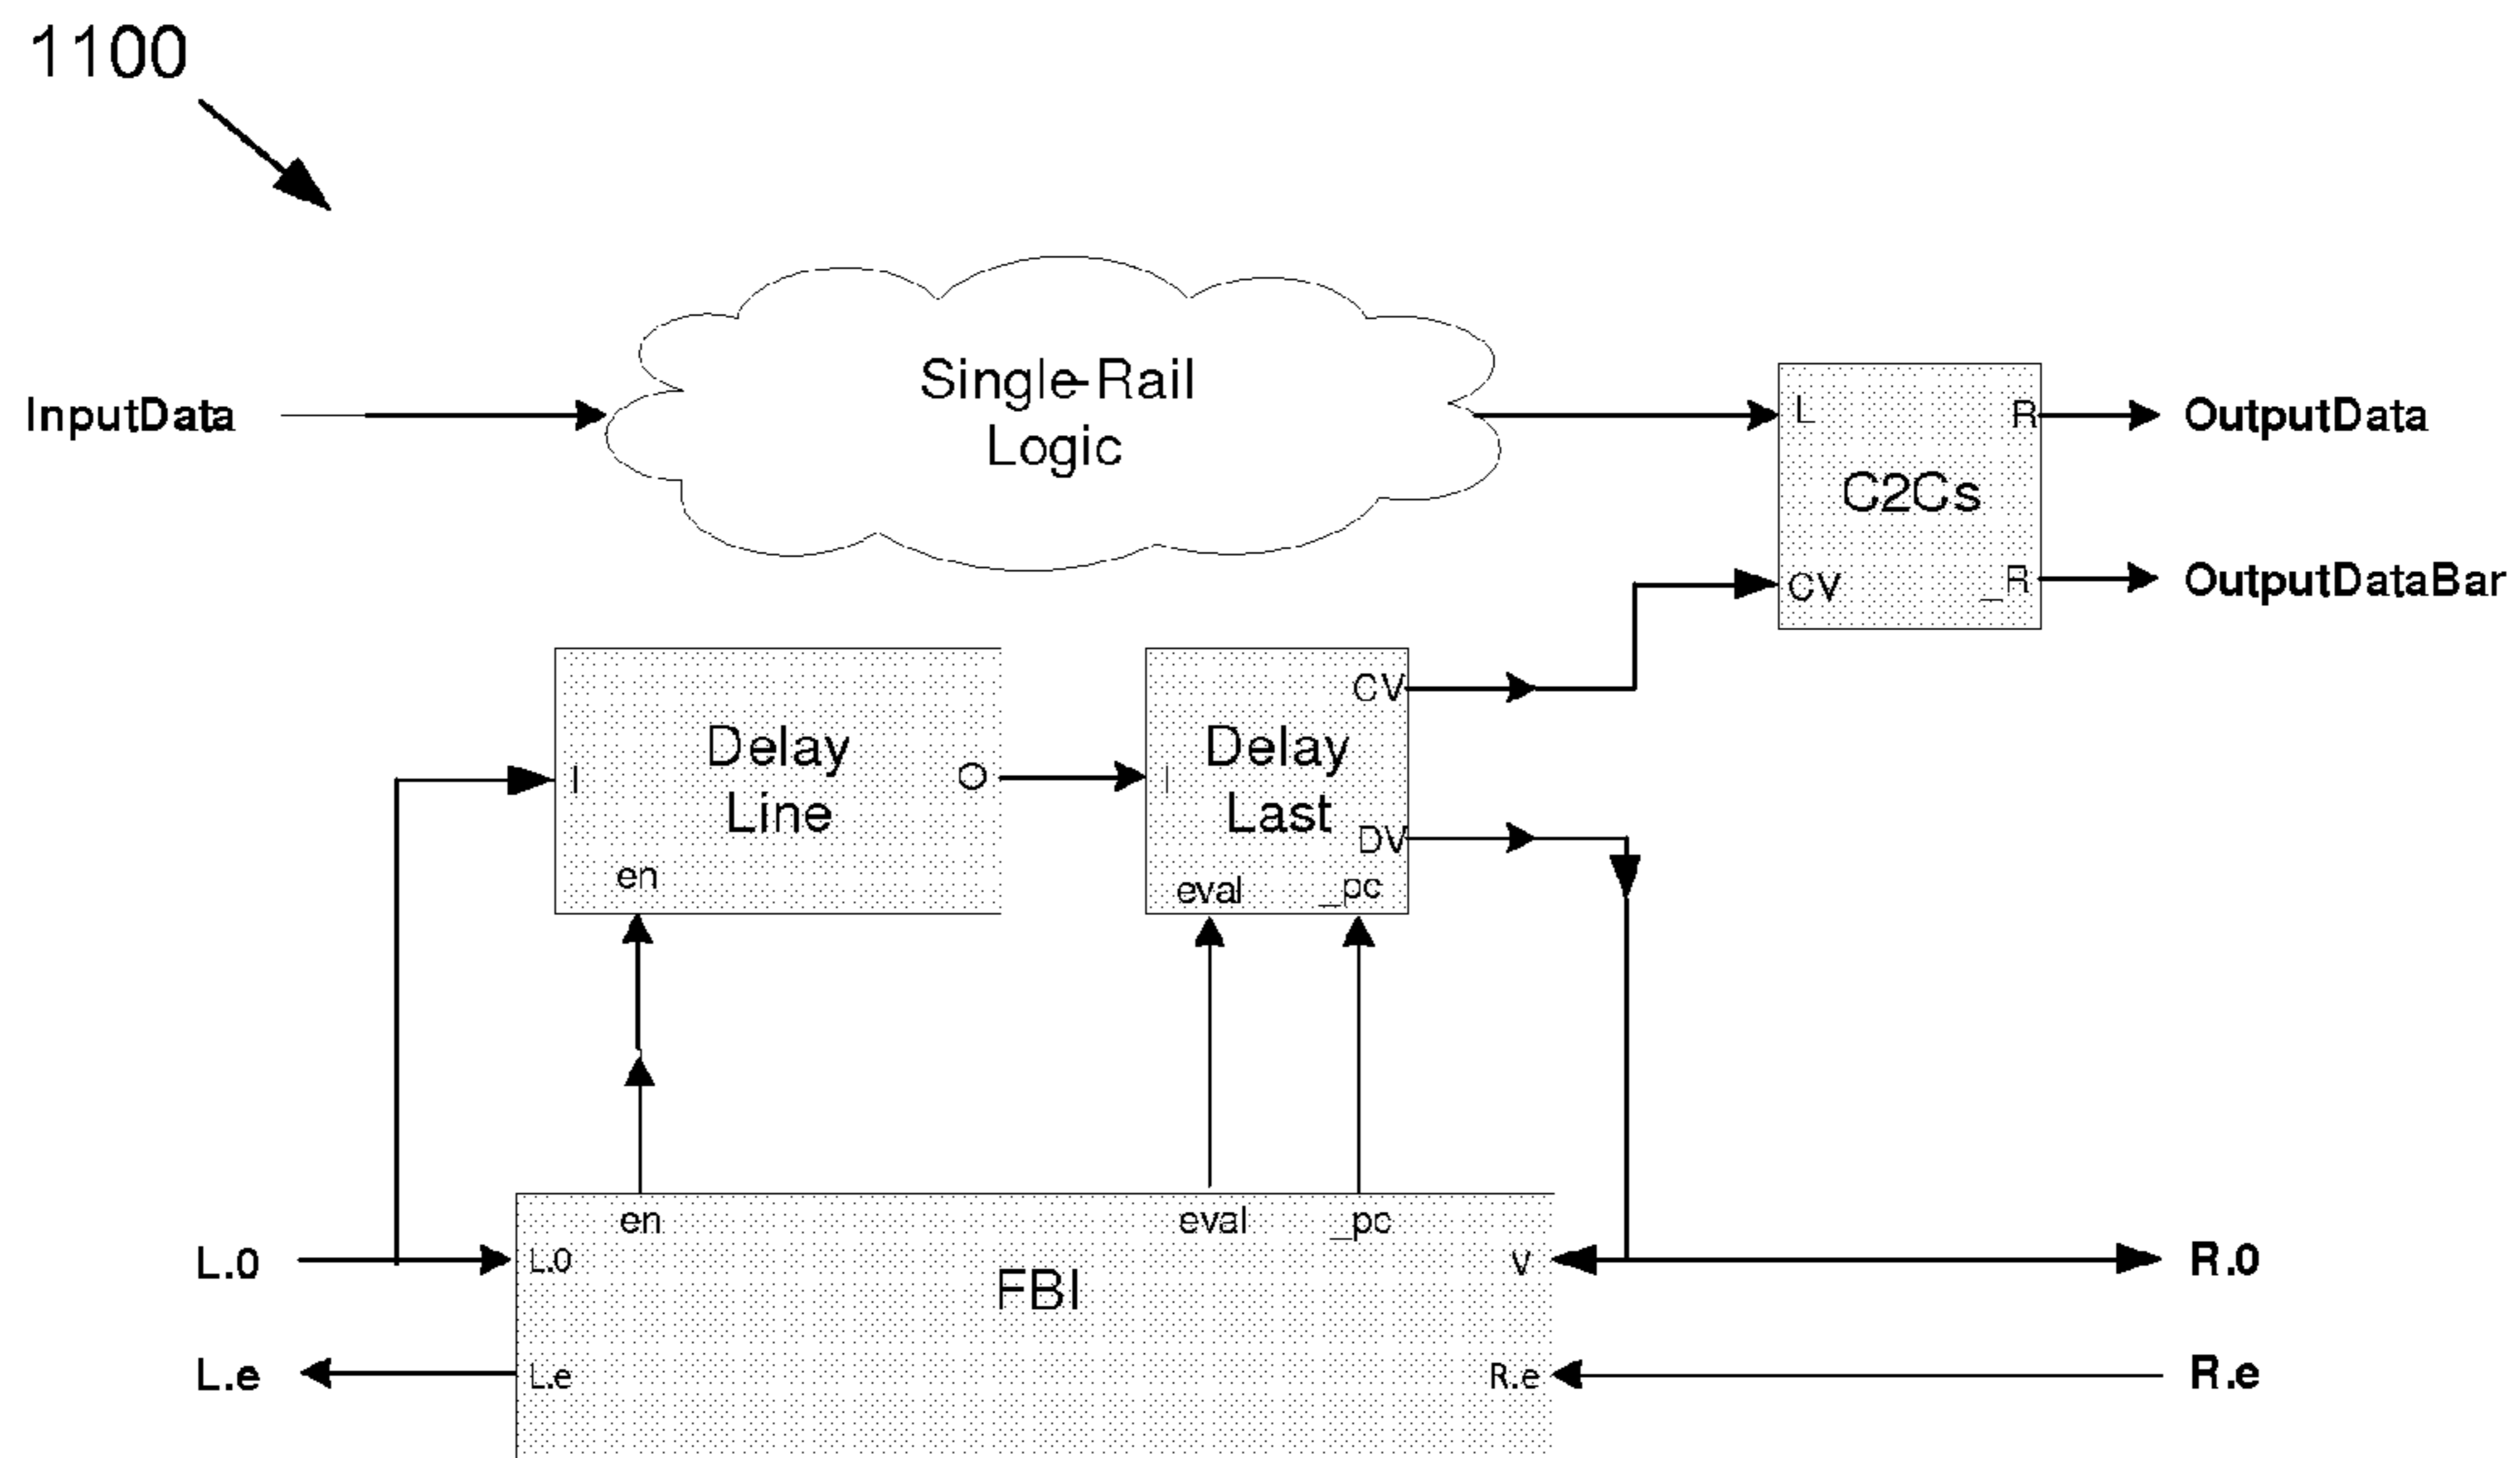 1100
InputData
Single-Rail
Logic
L
R
OutputData
C2Cs
CV
_R
OutputDataBar
I
Delay
Line
O
en
I
Delay
Last
CV
DV
eval
_pc
en
eval
_pc
L.0
L.0
FBI
V
R.0
L.e
L.e
R.e
R.e